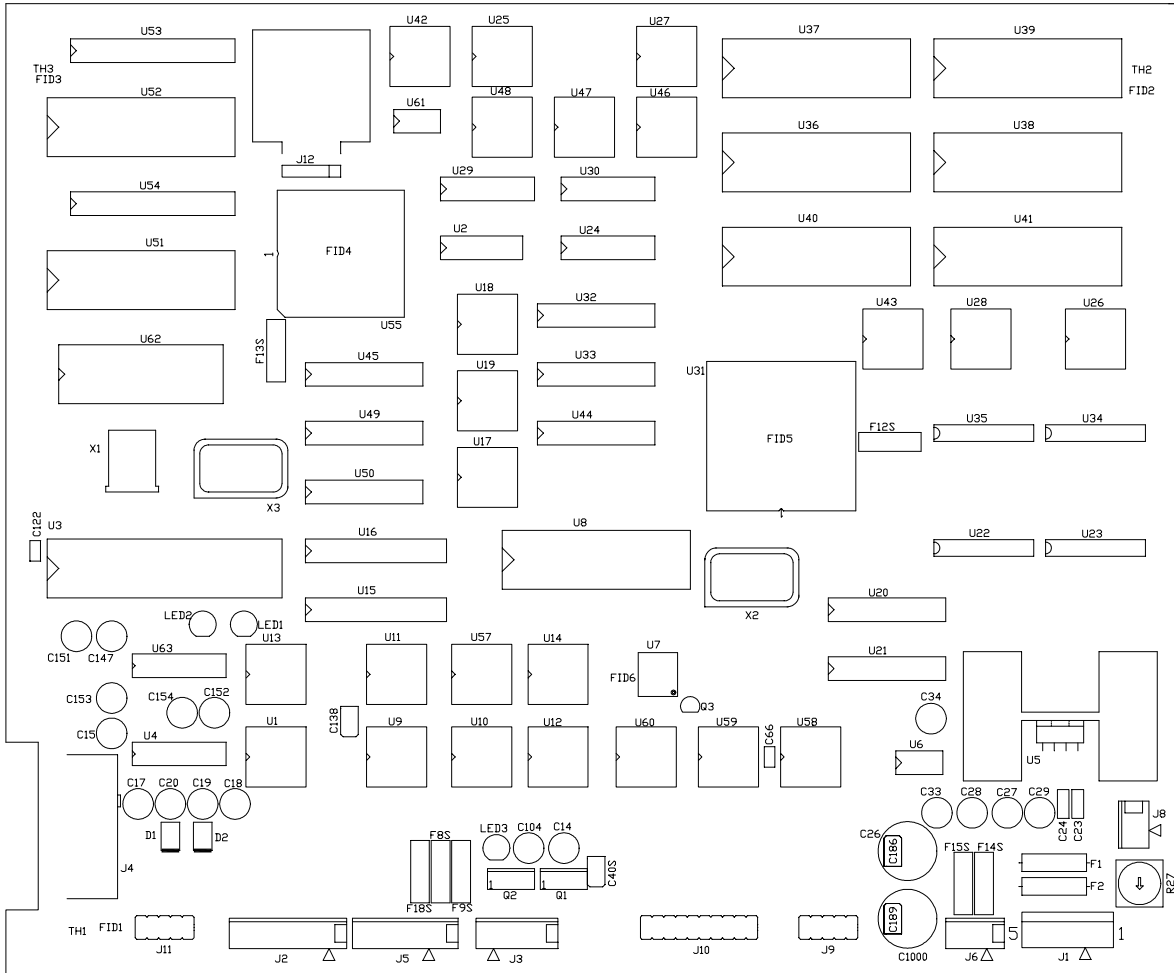 U53
U42
U25
U27
U37
U39
TH3
FID3
TH2
FID2
U52
U61
U48
U47
U46
U36
U38
J12
U29
U30
U54
U2
U24
U40
U41
U51
1
FID4
U18
U32
U43
U28
U26
U55
F13S
U62
U45
U19
U33
U31
U49
U44
FID5
F12S
U35
U34
X1
U17
U50
X3
C122
U3
U16
U8
U22
U23
X2
U15
U20
LED2
LED1
U13
U11
U57
U14
U7
C151
C147
U63
U21
FID6
C153
C154
C152
Q3
C34
C15
U4
U1
C138
U9
U10
U12
U60
U59
C66
U58
U6
U5
C17
C20
C19
C18
C33
C28
C27
C29
C24
C23
J8
D1
D2
F8S
LED3
C104
C14
C26
C186
F15S
F14S
F1
J4
C40S
1
Q2
1
Q1
F2
R27
F18S
F9S
TH1
FID1
C189
5
1
J11
J2
J5
J3
J10
J9
C1000
J6
J1